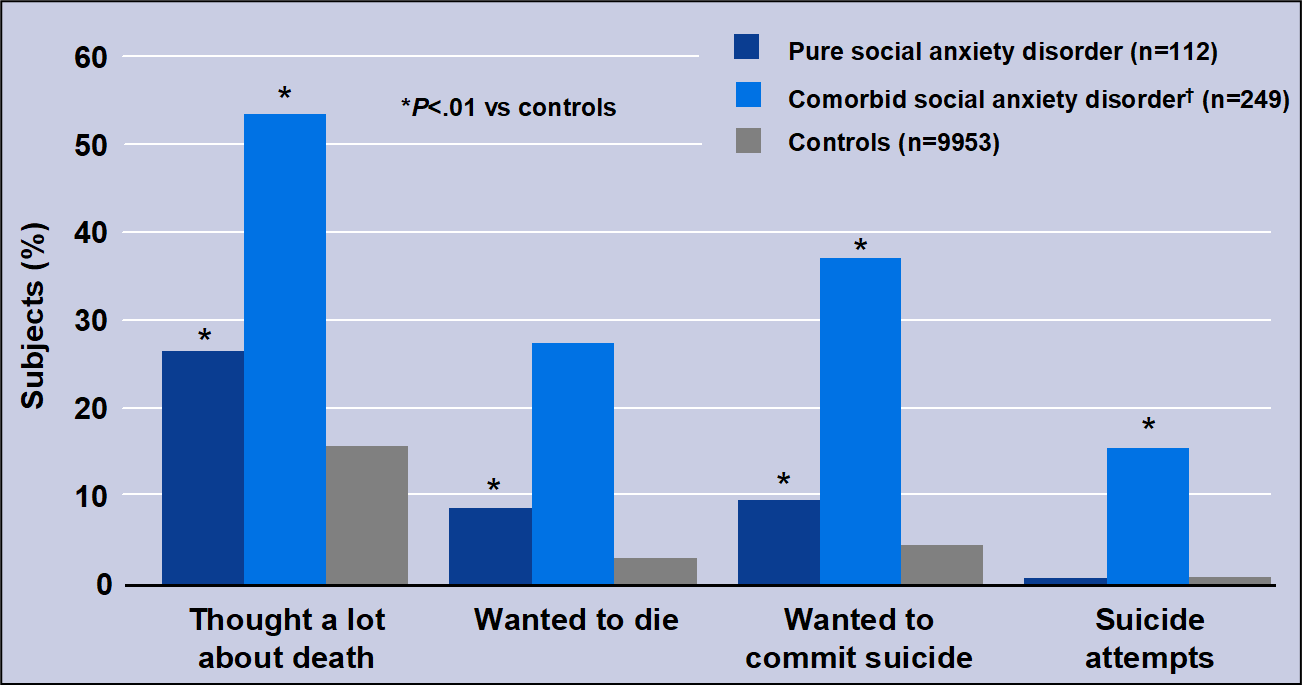 Pure social anxiety disorder (n=112)
Comorbid social anxiety disorder† (n=249)
Controls (n=9953)
*P<.01 vs controls
Subjects (%)
60
50
40
30
20
10
0
*
*
*
*
*
*
Thought a lot
about death
Wanted to die
Wanted to
commit suicide
Suicide
attempts